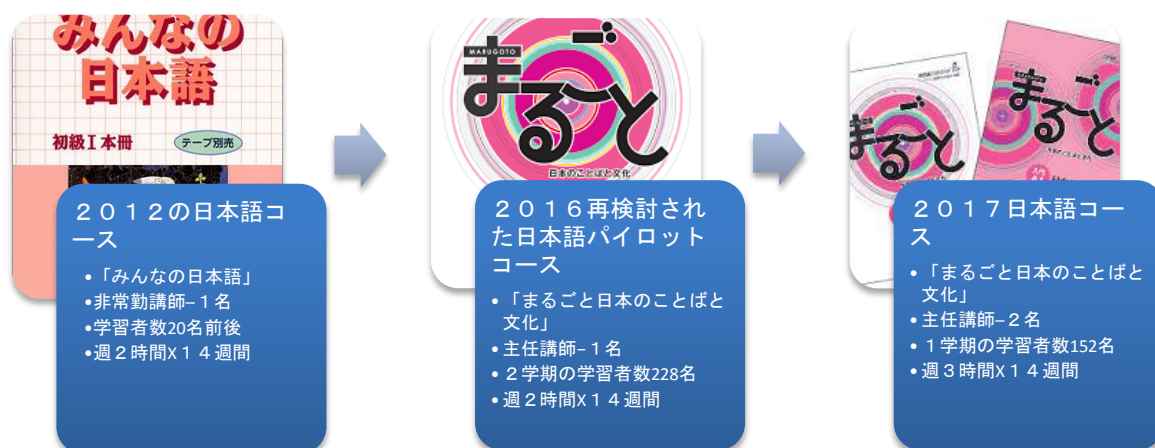 みんなの
日本語
初級Ⅰ本冊
テープ別売
２０１２の日本語コ
ース
•「みんなの日本語」
•非常勤講師–１名
•学習者数20名前後
•週２時間X１４週間
MARUGOTO
まるごと
日本のことばと文化
２０１６再検討され
た日本語パイロット
コース
•「まるごと日本のことばと
文化」
•主任講師–１名
•２学期の学習者数228名
•週２時間X１４週間
まるごと
まるごと
２０１７日本語コー
ス
•「まるごと日本のことばと
文化」
•主任講師–２名
•１学期の学習者数152名
•週３時間X１４週間